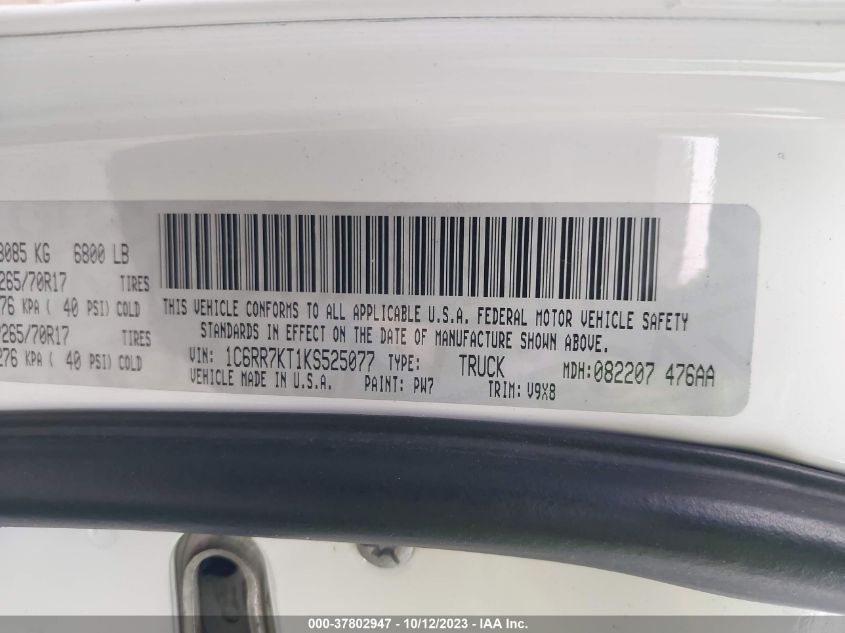 3085 KG 6800 LB
265/70R17 TIRES
76 KPA ( 40 PSI) COLD
265/70R17 TIRES
276 KPA ( 40 PSI) COLD
THIS VEHICLE CONFORMS TO ALL APPLICABLE U.S.A. FEDERAL MOTOR VEHICLE SAFETY
STANDARDS IN EFFECT ON THE DATE OF MANUFACTURE SHOWN ABOVE.
VIN: 1C6RR7KT1KS525077 TYPE: TRUCK MDH: 082207 476AA
VEHICLE MADE IN U.S.A. PAINT: PW7 TRIM: V9X8
000-37802947 - 10/12/2023 - IAA Inc.